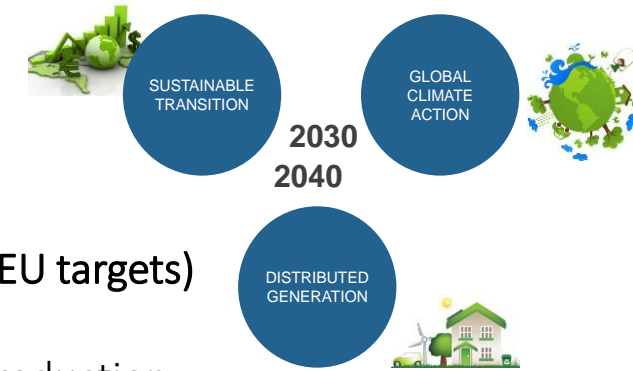 SUSTAINABLE
TRANSITION
GLOBAL
CLIMATE
ACTION
2030
2040
EU targets)
DISTRIBUTED
GENERATION